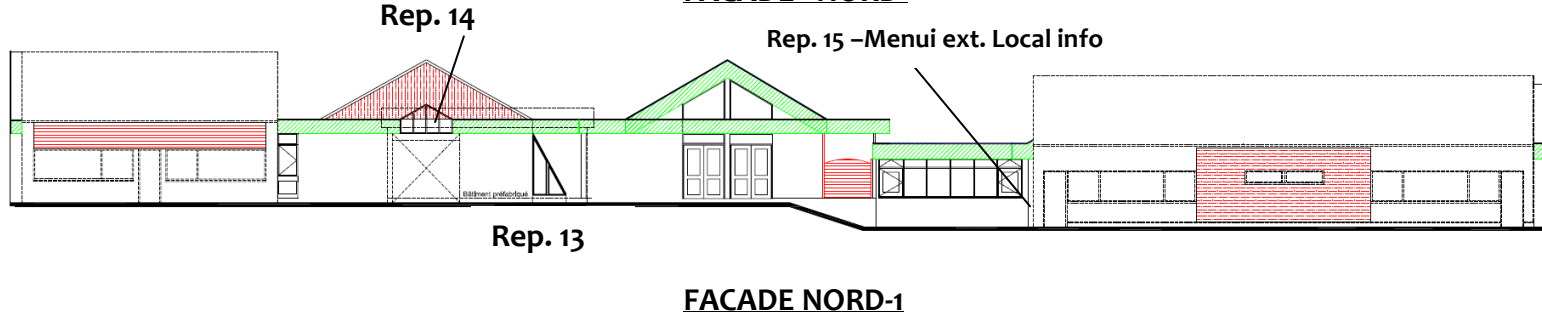 Rep. 14
Rep. 15 –Menui ext. Local info
Bâtiment préfabriqué
Rep. 13
FACADE NORD-1